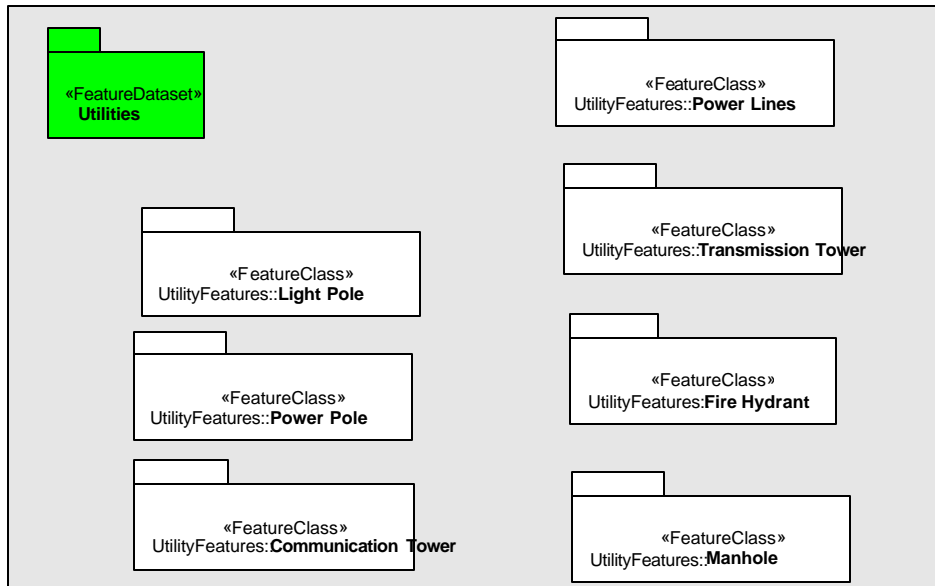 «FeatureDataset»
Utilities
«FeatureClass»
UtilityFeatures::Power Lines
«FeatureClass»
UtilityFeatures::Transmission Tower
«FeatureClass»
UtilityFeatures::Light Pole
«FeatureClass»
UtilityFeatures:Fire Hydrant
«FeatureClass»
UtilityFeatures::Power Pole
«FeatureClass»
UtilityFeatures::Communication Tower
«FeatureClass»
UtilityFeatures::Manhole